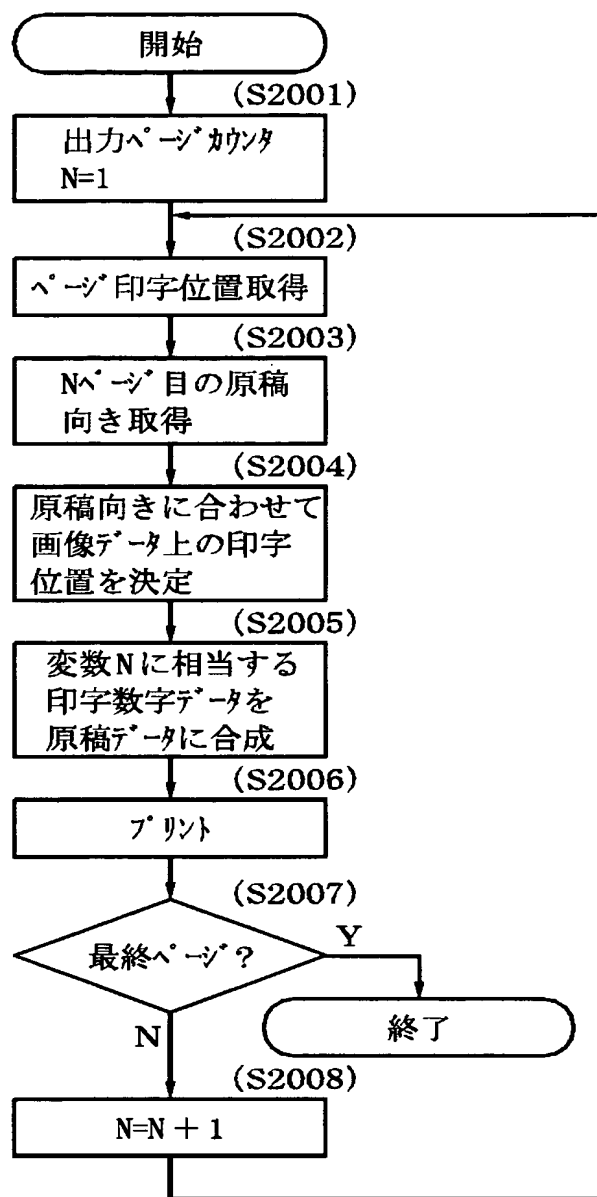 開始
(S2001)
出力ページカウンタ
N=1
(S2002)
ページ印字位置取得
(S2003)
Nページ目の原稿
向き取得
(S2004)
原稿向きに合わせて
画像データ上の印字
位置を決定
(S2005)
変数Nに相当する
印字数字データを
原稿データに合成
(S2006)
プリント
(S2007)
最終ページ?
Y
終了
N
(S2008)
N=N+1